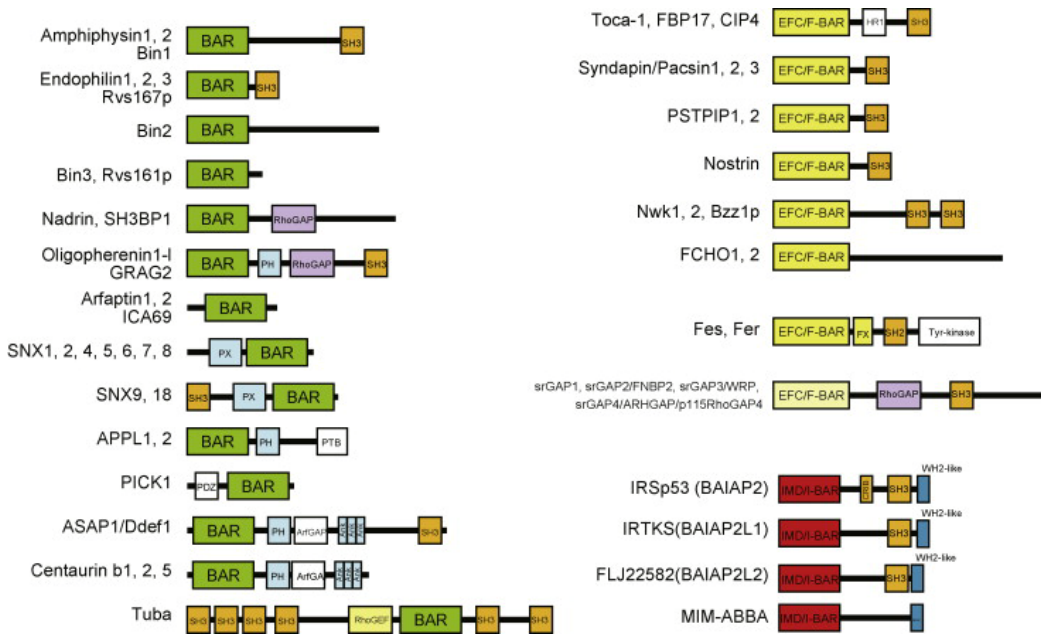 Amphiphysin1, 2
Bin1
BAR SH3
Endophilin1, 2, 3
Rvs167p
BAR SH3
Bin2 BAR
Bin3, Rvs161p BAR
Nadrin, SH3BP1 BAR RhoGAP
Oligopherenin1-l
GRAG2
BAR PH RhoGAP SH3
Arfaptin1, 2
ICA69
BAR
SNX1, 2, 4, 5, 6, 7, 8 PX BAR
SNX9, 18 SH3 PX BAR
APPL1, 2 BAR PH PTB
PICK1 PDZ BAR
ASAP1/Ddef1 BAR PH ArfGAP Ank Ank Ank SH3
Centaurin b1, 2, 5 BAR PH ArfGA Ank Ank Ank
Tuba SH3 SH3 SH3 SH3 RhoGEF BAR SH3 SH3
Toca-1, FBP17, CIP4 EFC/F-BAR HR1 SH3
Syndapin/Pacsin1, 2, 3 EFC/F-BAR SH3
PSTPIP1, 2 EFC/F-BAR SH3
Nostrin EFC/F-BAR SH3
Nwk1, 2, Bzz1p EFC/F-BAR SH3 SH3
FCHO1, 2 EFC/F-BAR
Fes, Fer EFC/F-BAR FX SH2 Tyr-kinase
srGAP1, srGAP2/FNBP2, srGAP3/WRP,
srGAP4/ARHGAP/p115RhoGAP4
EFC/F-BAR RhoGAP SH3
WH2-like
IRSp53 (BAIAP2) IMD/I-BAR CRIB SH3
WH2-like
IRTKS(BAIAP2L1) IMD/I-BAR SH3
WH2-like
FLJ22582(BAIAP2L2) IMD/I-BAR SH3
MIM-ABBA IMD/I-BAR